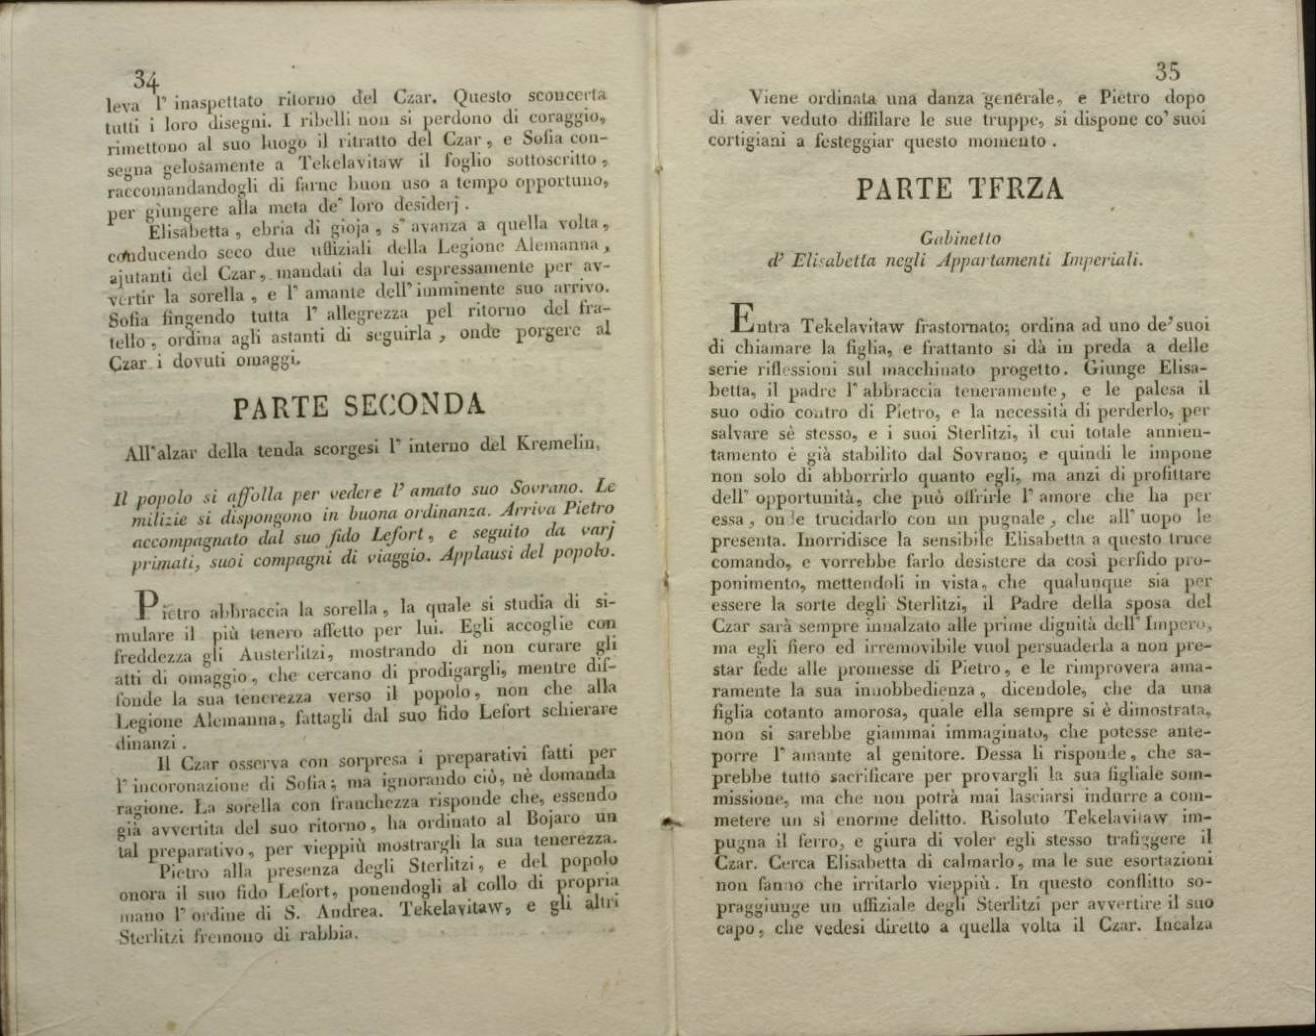 34
leva l' inaspettato ritorno del Czar. Questo sconcerta
tutti i loro disegni. I ribelli non si perdono di coraggio,
rimettono al suo luogo il ritratto del Czar, e Sofia con-
segna gelosamente a Tekelavitaw il foglio sottoscritto,
raccomandandogli di farne buon uso a tempo opportuno,
per giungere alla meta de' loro desiderj.
Elisabetta, ebria di gioja, s' avanza a quella volta,
conducendo seco due uffiziali della Legione Alemanna,
ajutanti del Czar, mandati da lui espressamente per av-
vertir la sorella, e l' amante dell' imminente suo arrivo.
Sofia fingendo tutta l' allegrezza pel ritorno del fra-
tello, ordina agli astanti di seguirla, onde porgere al
Czar i dovuti omaggi.
PARTE SECONDA
All' alzar della tenda scorgesi l' interno del Kremelin.
Il popolo si affolla per vedere l' amato suo Sovrano. Le
milizie si dispongono in buona ordinanza. Arriva Pietro
accompagnato dal suo fido Lefort, e seguito da varj
primati, suoi compagni di viaggio. Applausi del popolo.
Pietro abbraccia la sorella, la quale si studia di si-
mulare il più tenero affetto per lui. Egli accoglie con
freddezza gli Austerlitzi, mostrando di non curare gli
atti di omaggio, che cercano di prodigargli, mentre dif-
fonde la sua tenerezza verso il popolo, non che alla
Legione Alemanna, fattagli dal suo fido Lefort schierare
dinanzi.
Il Czar osserva con sorpresa i preparativi fatti per
l' incoronazione di Sofia; ma ignorando ciò, nè domanda
ragione. La sorella con franchezza risponde che, essendo
già avvertita del suo ritorno, ha ordinato al Bojaro un
tal preparativo, per vieppiù mostrargli la sua tenerezza.
Pietro alla presenza degli Sterlitzi, e del popolo
onora il suo fido Lefort, ponendogli al collo di propria
mano l' ordine di S. Andrea. Tekelavitaw, e gli altri
Sterlitzi fremono di rabbia.
35
Viene ordinata una danza generale, e Pietro dopo
di aver veduto diffilare le sue truppe, si dispone co' suoi
cortigiani a festeggiar questo momento.
PARTE TFRZA
Gabinetto
d' Elisabetta negli Appartamenti Imperiali.
Entra Tekelavitaw frastornato; ordina ad uno de' suoi
di chiamare la figlia, e frattanto si dà in preda a delle
serie riflessioni sul macchinato progetto. Giunge Elisa-
betta, il padre l' abbraccia teneramente, e le palesa il
suo odio contro di Pietro, e la necessità di perderlo, per
salvare sè stesso, e i suoi Sterlitzi, il cui totale annien-
tamento è già stabilito dal Sovrano; e quindi le impone
non solo di abborrirlo quanto egli, ma anzi di profittare
dell' opportunità, che può offrirle l' amore che ha per
essa, onde trucidarlo con un pugnale, che all' uopo le
presenta. Inorridisce la sensibile Elisabetta a questo truce
comando, e vorrebbe farlo desistere da così perfido pro-
ponimento, mettendoli in vista, che qualunque sia per
essere la sorte degli Sterlitzi, il Padre della sposa del
Czar sarà sempre innalzato alle prime dignità dell' Impero,
ma egli fiero ed irremovibile vuol persuaderla a non pre-
star fede alle promesse di Pietro, e le rimprovera ama-
ramente la sua innobbedienza, dicendole, che da una
figlia cotanto amorosa, quale ella sempre si è dimostrata,
non si sarebbe giammai immaginato, che potesse ante-
porre l' amante al genitore. Dessa li risponde, che sa-
prebbe tutto sacrificare per provargli la sua figliale som-
missione, ma che non potrà mai lasciarsi indurre a com-
metere un sì enorme delitto. Risoluto Tekelavitaw im-
pugna il ferro, e giura di voler egli stesso trafiggere il
Czar. Cerca Elisabetta di calmarlo, ma le sue esortazioni
non fanno che irritarlo vieppiù. In questo conflitto so-
praggiunge un uffiziale degli Sterlitzi per avvertire il suo
capo, che vedesi diretto a quella volta il Czar. Incalza